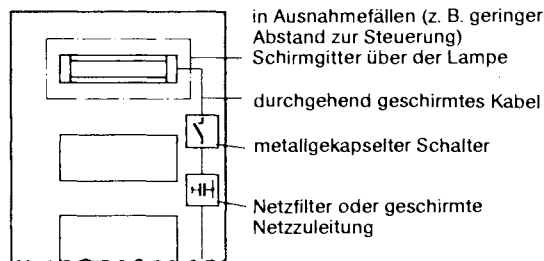 in Ausnahmefällen (z. B. geringer
Abstand zur Steuerung)
Schirmgitter über der Lampe
durchgehend geschirmtes Kabel
metallgekapselter Schalter
Netzfilter oder geschirmte
Netzzuleitung